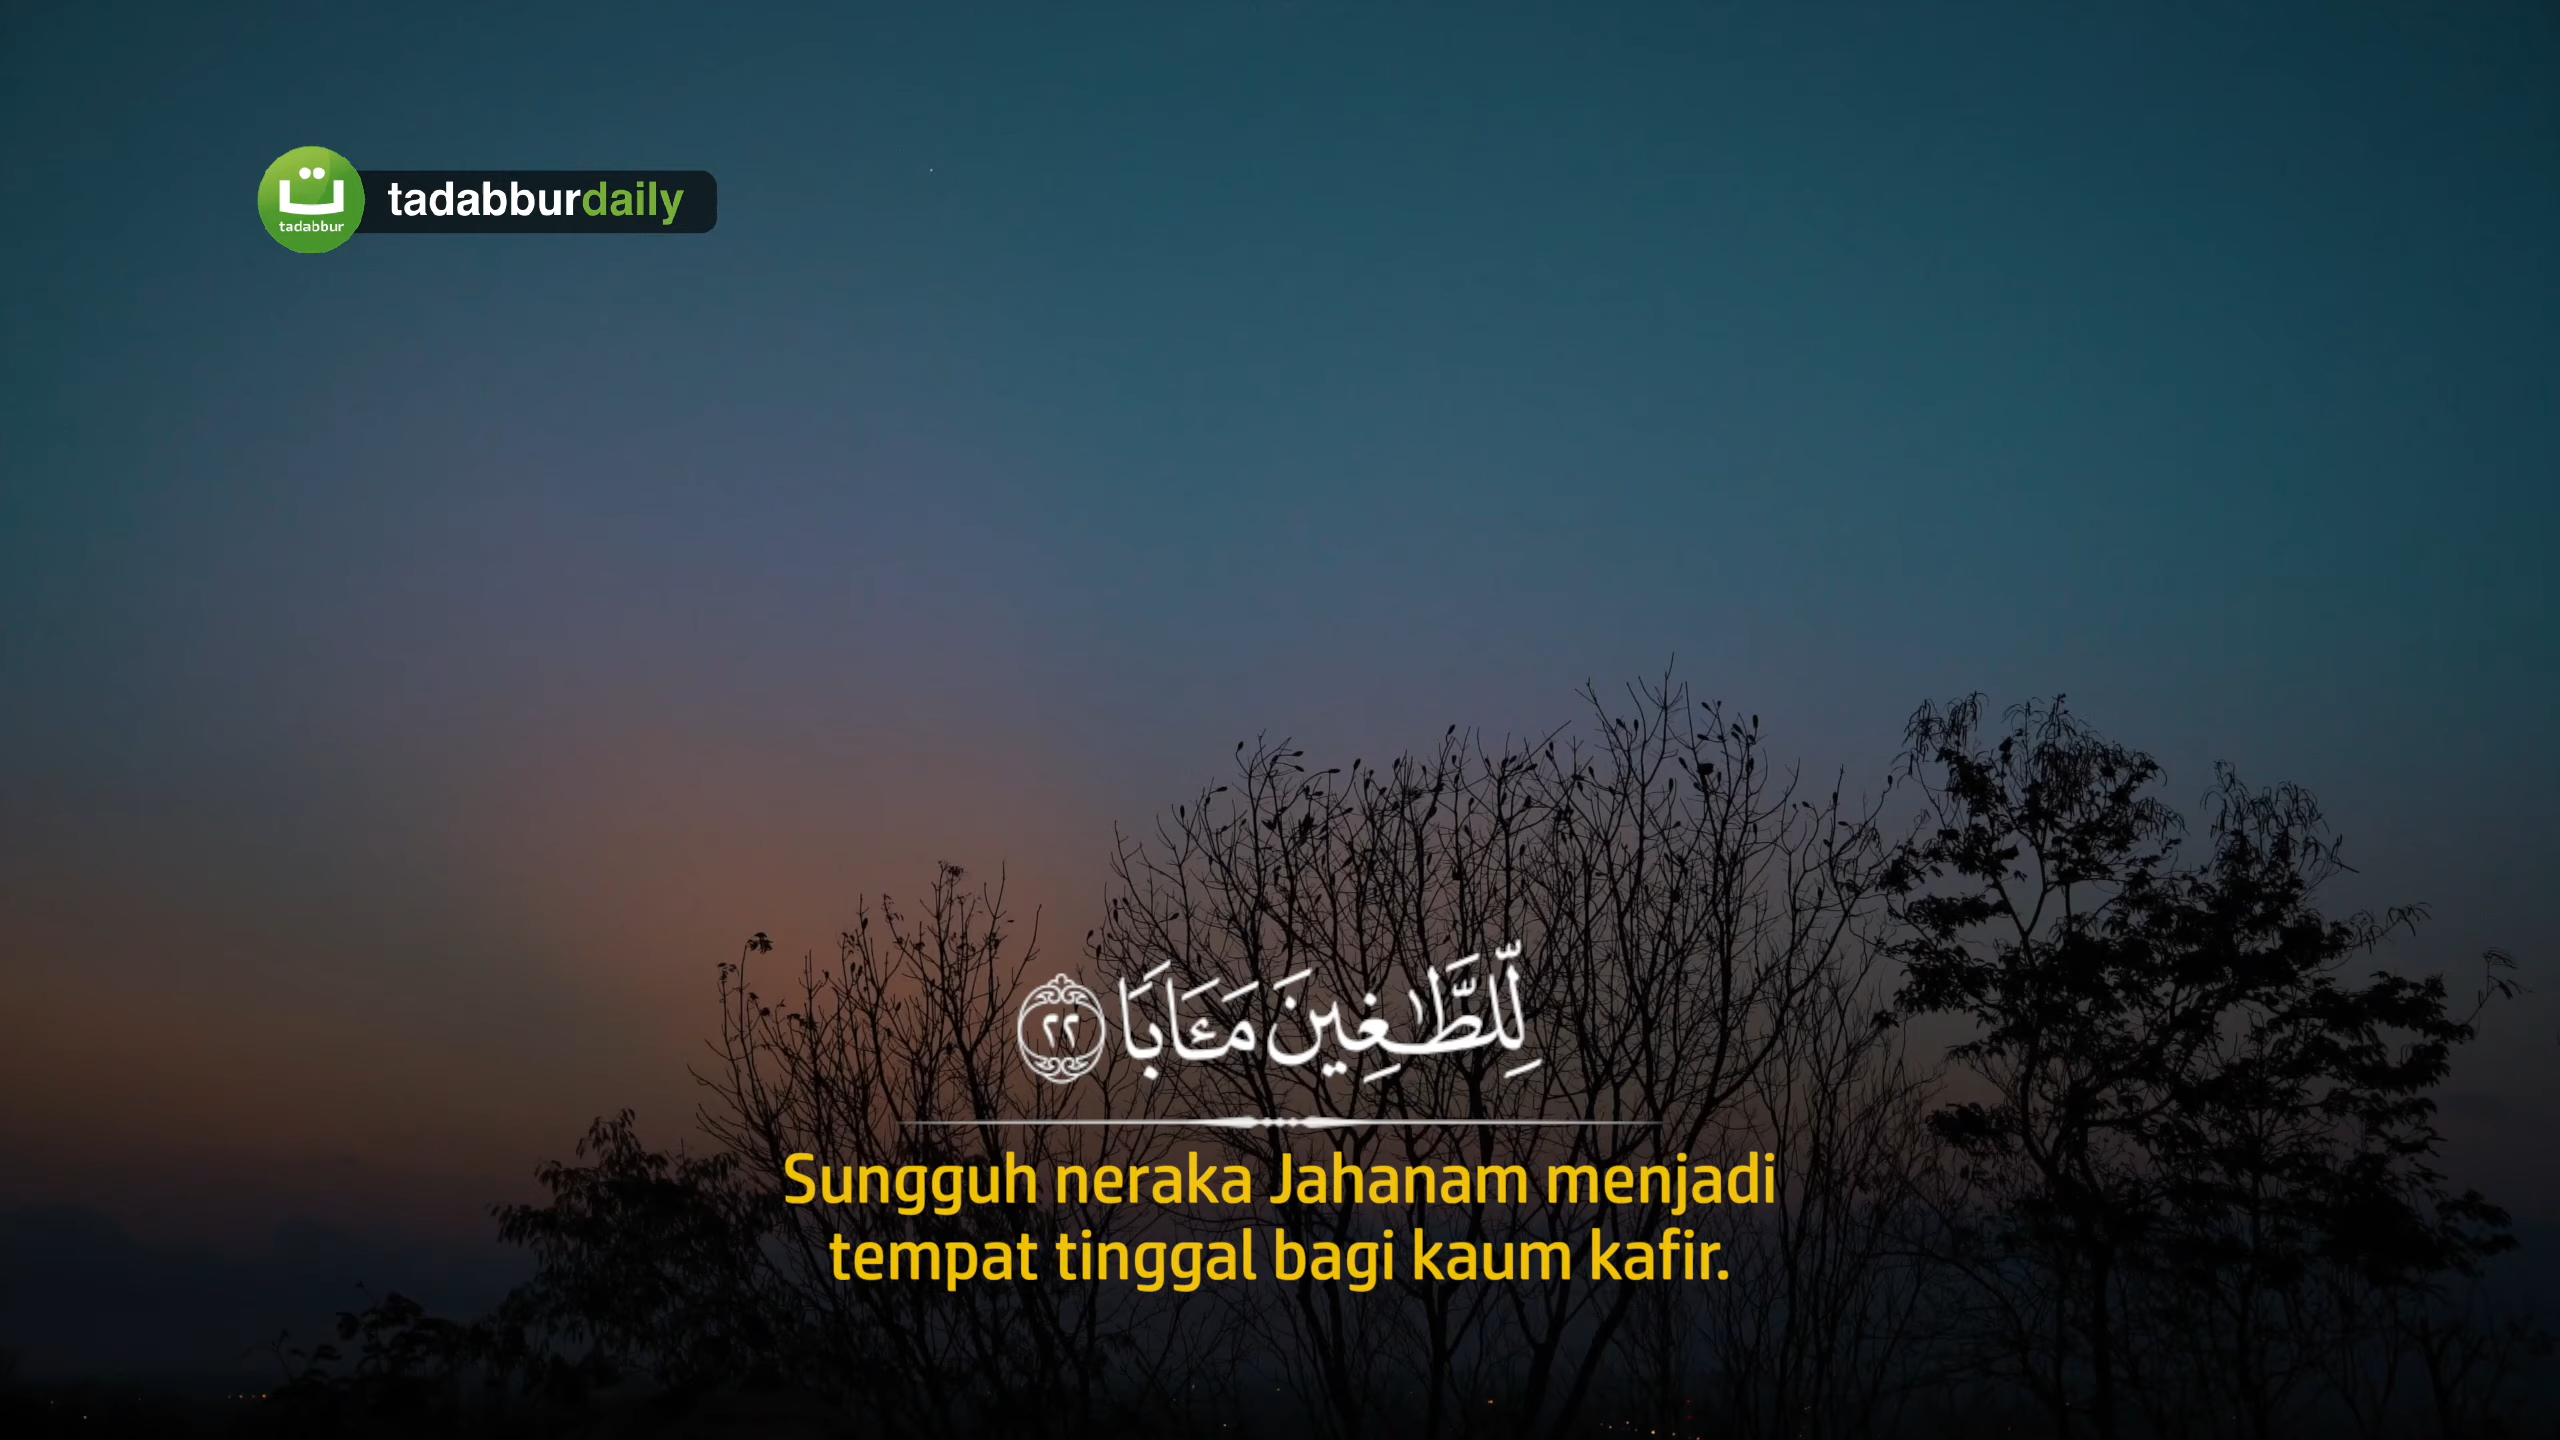 ت
tadabbur
tadabburdaily
لِّلطَّـٰغِينَ مَـَٔابًا ٢٢
Sungguh neraka Jahanam menjadi
tempat tinggal bagi kaum kafir.